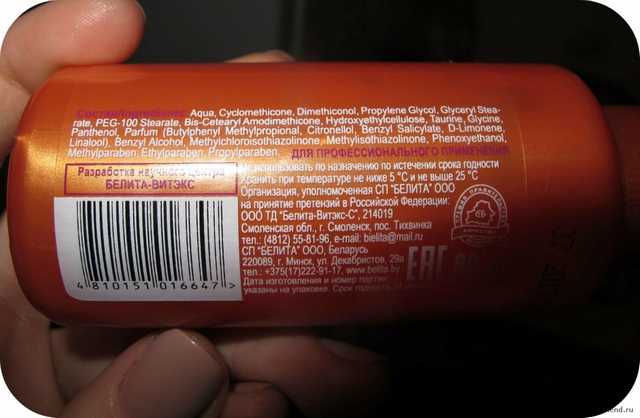 Aqua, Cyclomethicone, Dimethiconol, Propylene Glycol, Glyceryl Stea-
rate, PEG-100 Stearate, Bis-Cetearyl Amodimethicone, Hydroxyethylcellulose, Taurine, Glycine,
Panthenol, Parfum (Butylphenyl Methylpropional, Citronellol, Benzyl Salicylate, D-Limonene,
Linalool), Benzyl Alcohol, Methylchloroisothiazolinone, Methylisothiazolinone, Phenoxyethanol,
Methylparaben, Ethylparaben, Propylparaben.
ДЛЯ ПРОФЕССИОНАЛЬНОГО ПРИМЕНЕНИЯ
Разработка научного центра
БЕЛИТА-ВИТЭКС
Не использовать по назначению по истечении срока годности
Хранить при температуре не ниже 5 °С и не выше 25 °С
Организация, уполномоченная СП "БЕЛИТА" ООО
на принятие претензий в Российской Федерации:
ООО ТД "Белита-Витэкс-С", 214019
Смоленская обл., г. Смоленск, пос. Тихвинка
тел.: (4812) 55-81-96, e-mail: bielita@mail.ru
СП "БЕЛИТА" ООО, Беларусь
220089, г. Минск, ул. Декабристов, 29а
тел.: +375(17)222-91-17, www.belita.by
Дата изготовления и номер партии
указаны на упаковке. Срок годности
EAC
4 810151 016647 >